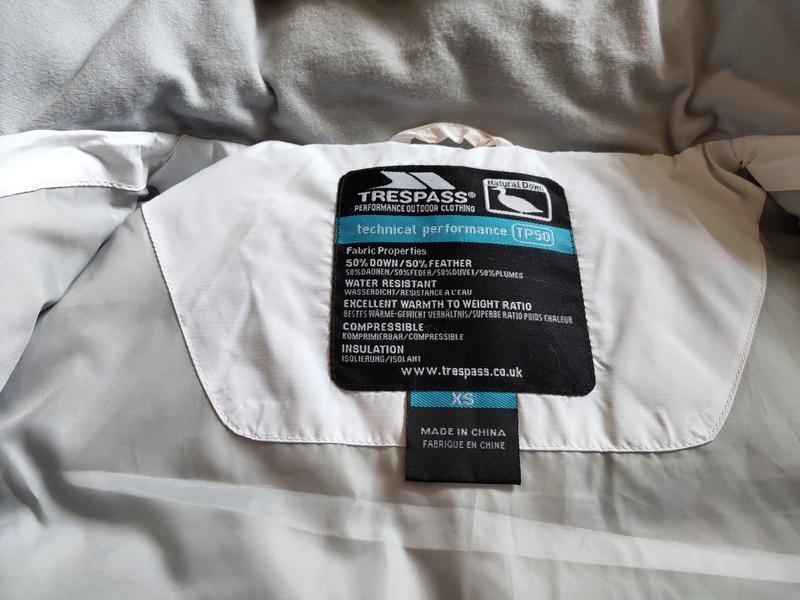 TRESPASS®
PERFORMANCE OUTDOOR CLOTHING
Natural Down
technical performance TP50
Fabric Properties
50% DOWN / 50% FEATHER
50%DAUNEN/50%FEDER/50%DUVET/50%PLUMES
WATER RESISTANT
WASSERDICHT/RESISTANCE A L'EAU
EXCELLENT WARMTH TO WEIGHT RATIO
BESTES WÄRME-GEWICHT VERHÄLTNIS/SUPERBE RATIO POIDS CHALEUR
COMPRESSIBLE
KOMPRIMIERBAR/COMPRESSIBLE
INSULATION
ISOLIERUNG/ISOLANT
www.trespass.co.uk
XS
MADE IN CHINA
FABRIQUE EN CHINE